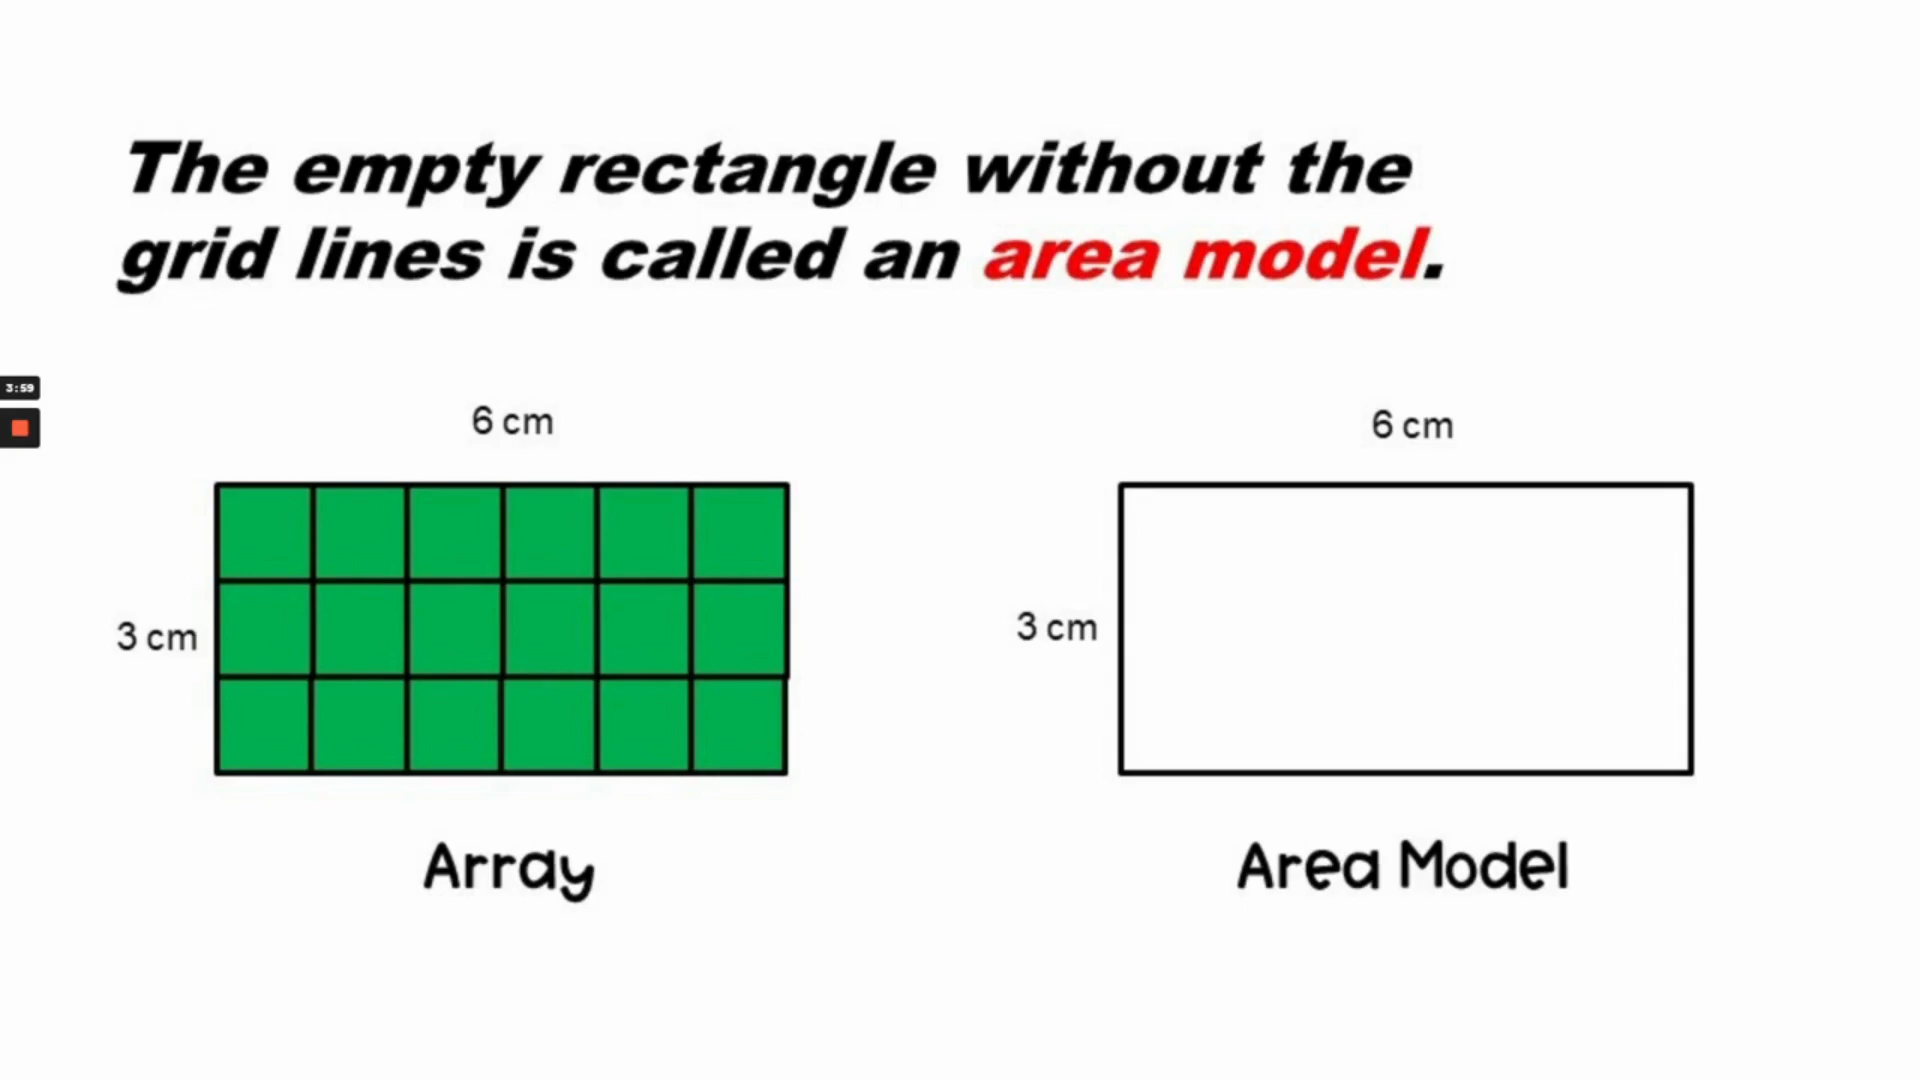 The empty rectangle without the
grid lines is called an area model.
3:59
6 cm
6 cm
3 cm
3 cm
Array
Area Model